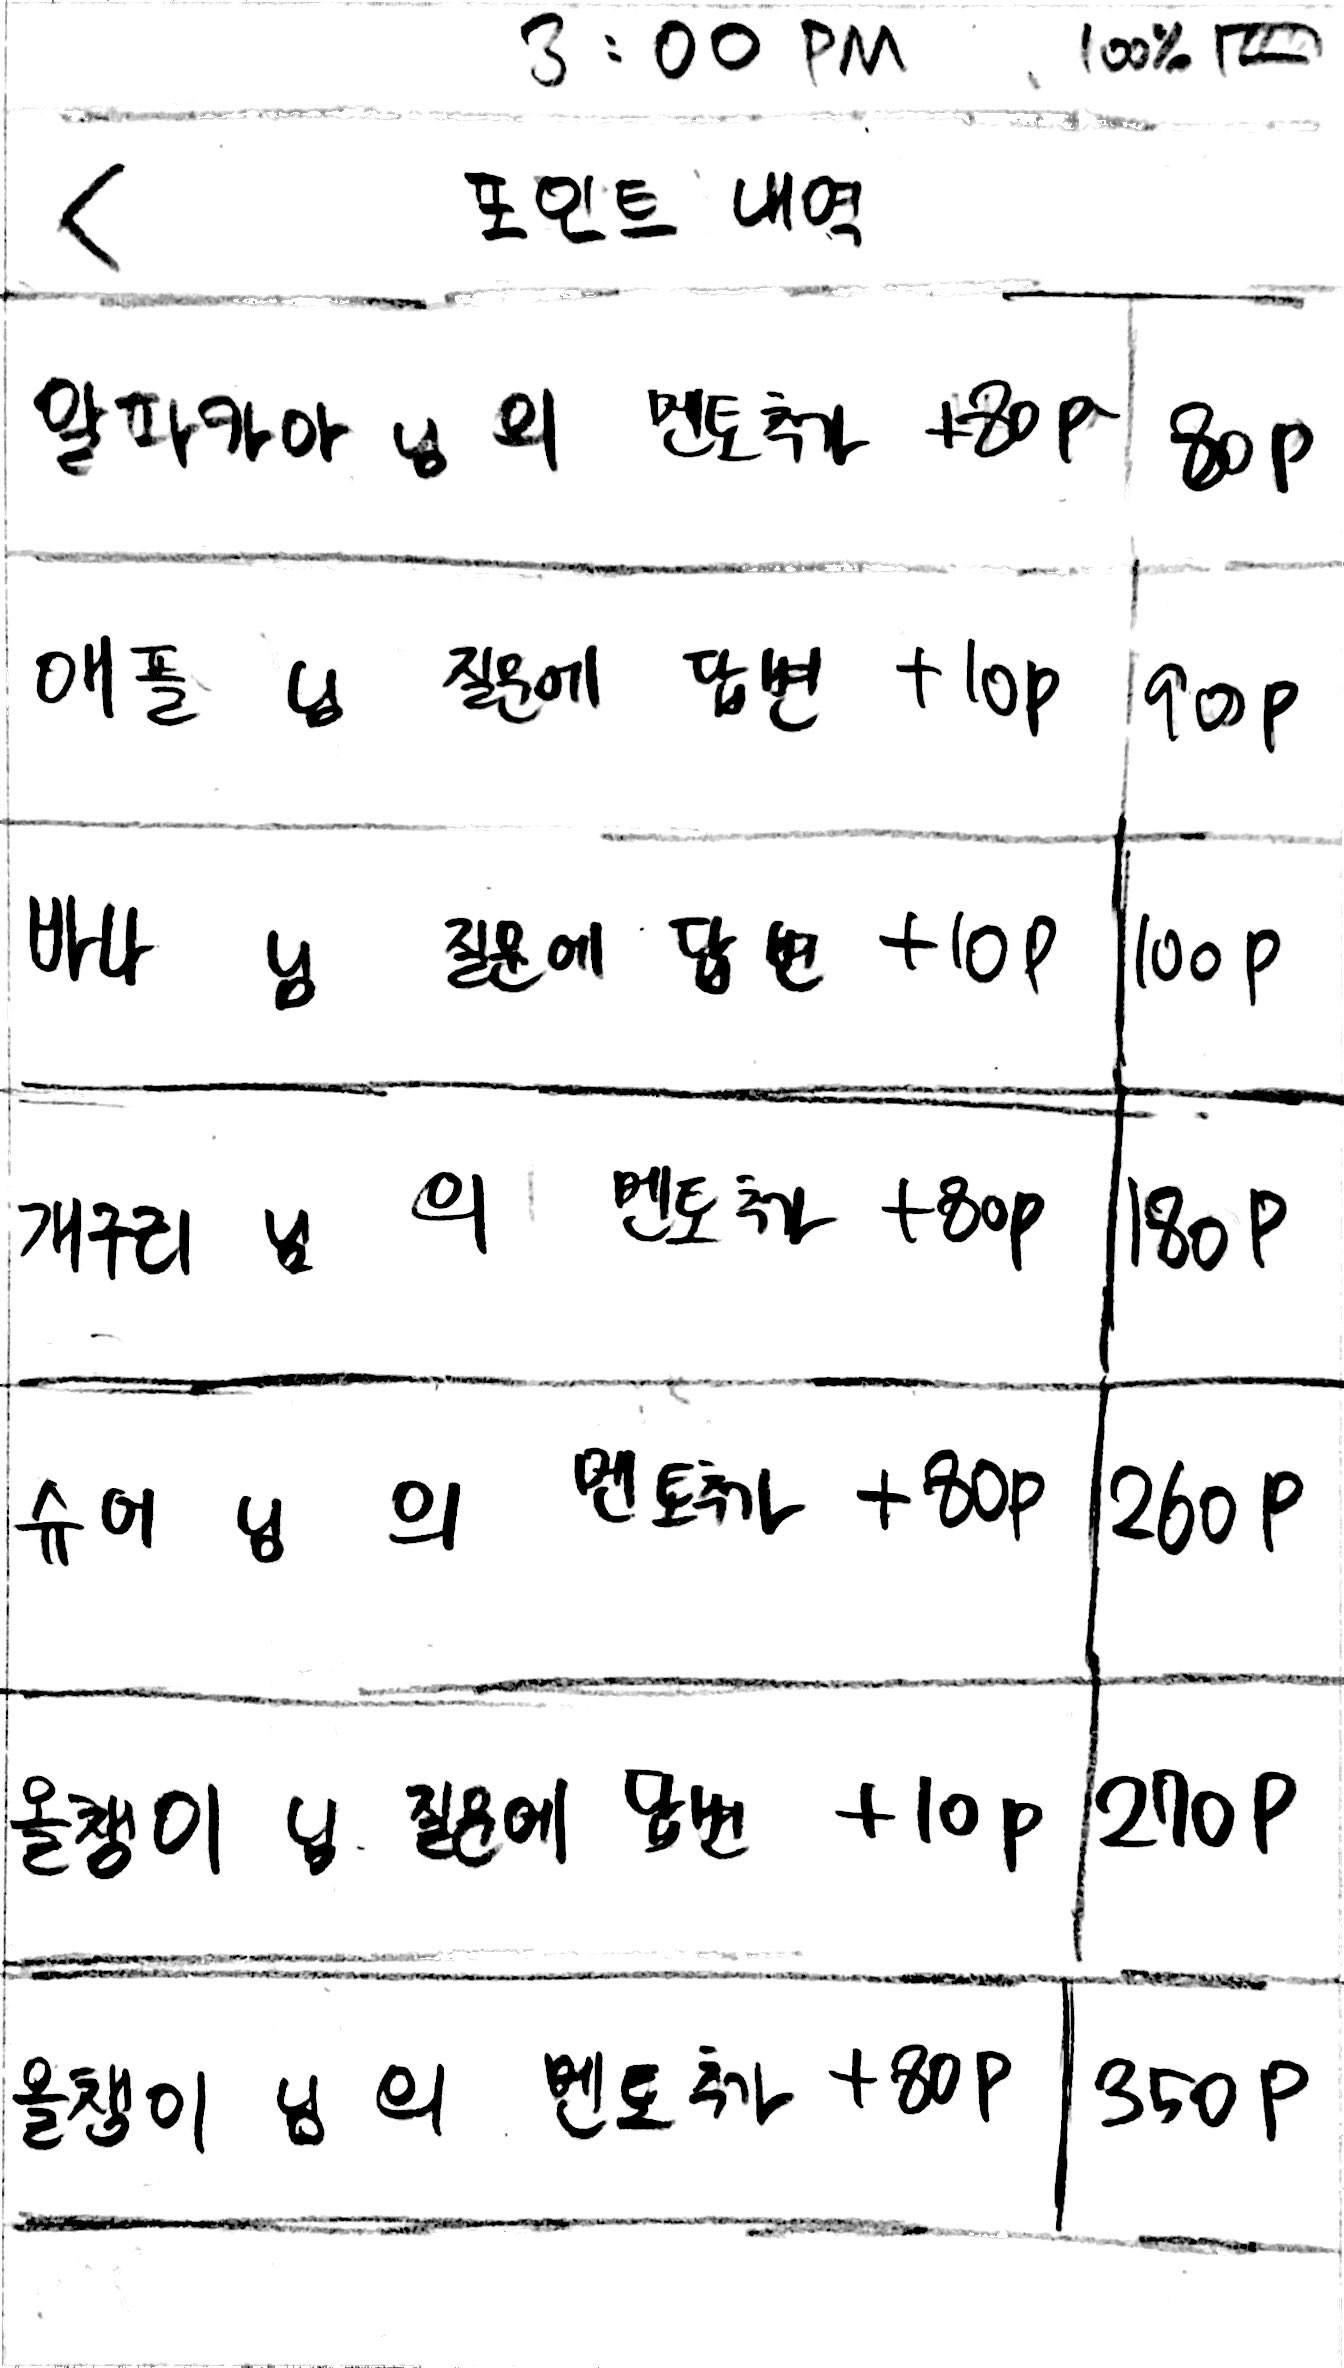 3:00 PM 100%
< 포인트 내역
알파카아 님 의 멘토추가 +80p 80p
애플 님 질문에 답변 +10p 90p
바나 님 질문에 답변 +10p 100p
개구리 님 의 멘토추가 +80p 180p
슈어 님 의 멘토추가 +80p 260p
올챙이 님 질문에 답변 +10p 270p
올챙이 님 의 멘토추가 +80p 350p